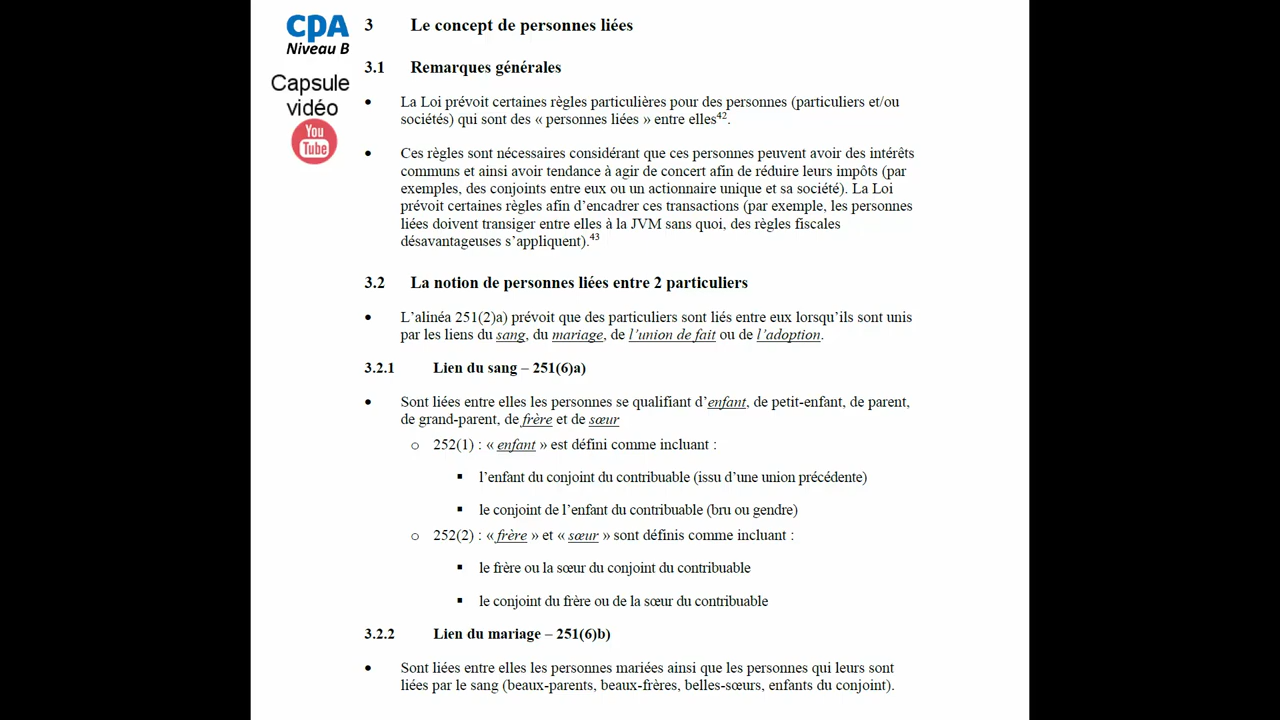 CPA
Niveau B
Capsule
vidéo
You
Tube
3 Le concept de personnes liées
3.1 Remarques générales
• La Loi prévoit certaines règles particulières pour des personnes (particuliers et/ou
sociétés) qui sont des « personnes liées » entre elles42.
• Ces règles sont nécessaires considérant que ces personnes peuvent avoir des intérêts
communs et ainsi avoir tendance à agir de concert afin de réduire leurs impôts (par
exemples, des conjoints entre eux ou un actionnaire unique et sa société). La Loi
prévoit certaines règles afin d’encadrer ces transactions (par exemple, les personnes
liées doivent transiger entre elles à la JVM sans quoi, des règles fiscales
désavantageuses s’appliquent).43
3.2 La notion de personnes liées entre 2 particuliers
• L’alinéa 251(2)a) prévoit que des particuliers sont liés entre eux lorsqu’ils sont unis
par les liens du sang, du mariage, de l’union de fait ou de l’adoption.
3.2.1 Lien du sang – 251(6)a)
• Sont liées entre elles les personnes se qualifiant d’enfant, de petit-enfant, de parent,
de grand-parent, de frère et de sœur
o 252(1) : « enfant » est défini comme incluant :
▪ l’enfant du conjoint du contribuable (issu d’une union précédente)
▪ le conjoint de l’enfant du contribuable (bru ou gendre)
o 252(2) : « frère » et « sœur » sont définis comme incluant :
▪ le frère ou la sœur du conjoint du contribuable
▪ le conjoint du frère ou de la sœur du contribuable
3.2.2 Lien du mariage – 251(6)b)
• Sont liées entre elles les personnes mariées ainsi que les personnes qui leurs sont
liées par le sang (beaux-parents, beaux-frères, belles-sœurs, enfants du conjoint).